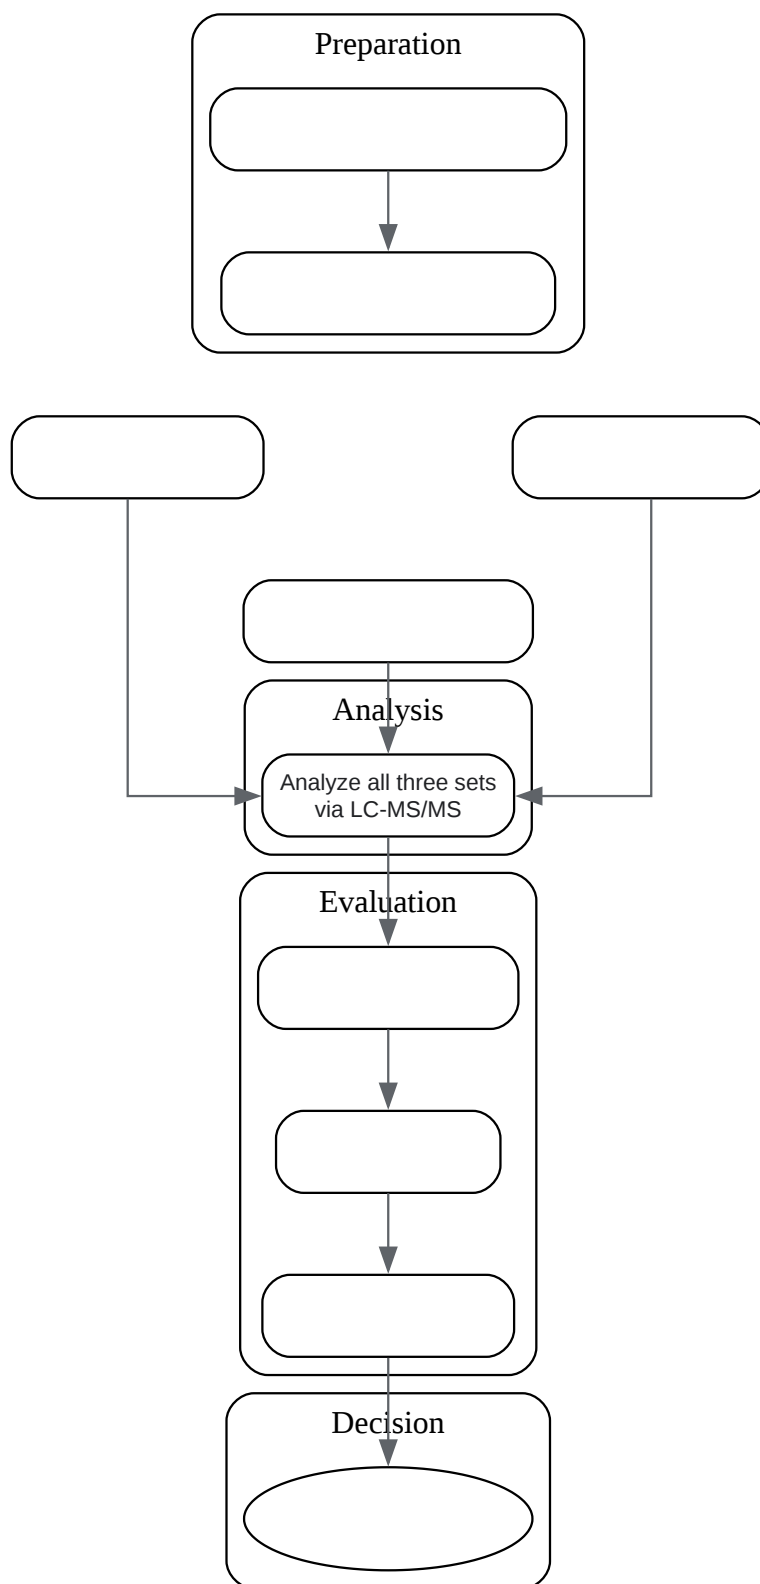 Preparation
Analysis
Analyze all three sets
via LC-MS/MS
Evaluation
Decision